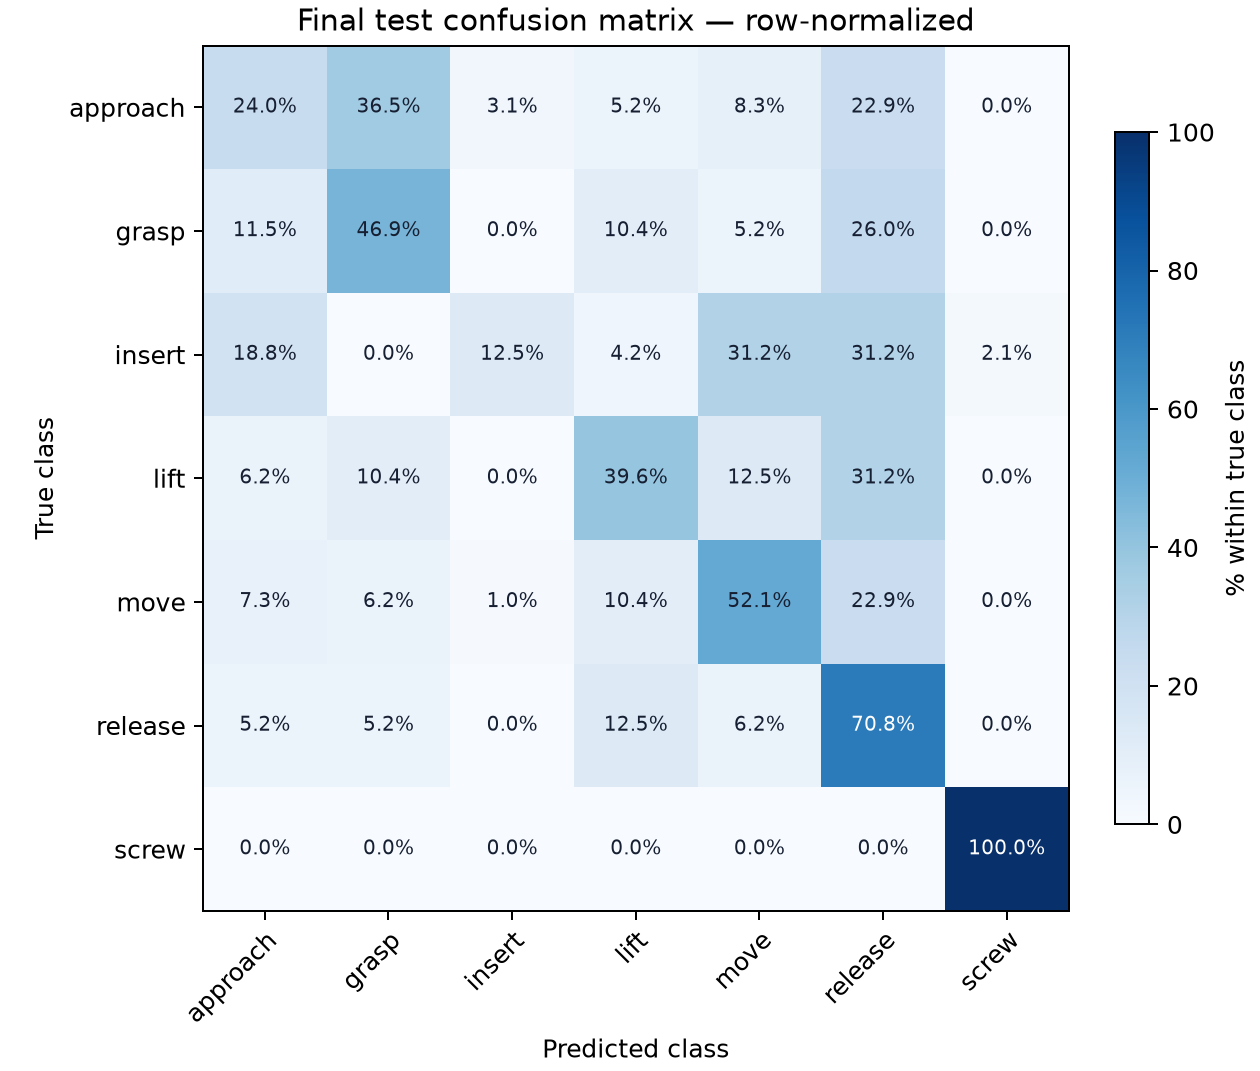 Final test confusion matrix — row-normalized
approach 24.0% 36.5% 3.1% 5.2% 8.3% 22.9% 0.0%
grasp 11.5% 46.9% 0.0% 10.4% 5.2% 26.0% 0.0%
insert 18.8% 0.0% 12.5% 4.2% 31.2% 31.2% 2.1%
lift 6.2% 10.4% 0.0% 39.6% 12.5% 31.2% 0.0%
move 7.3% 6.2% 1.0% 10.4% 52.1% 22.9% 0.0%
release 5.2% 5.2% 0.0% 12.5% 6.2% 70.8% 0.0%
screw 0.0% 0.0% 0.0% 0.0% 0.0% 0.0% 100.0%
approach grasp insert lift move release screw
Predicted class
True class
100
80
60
40
20
0
% within true class